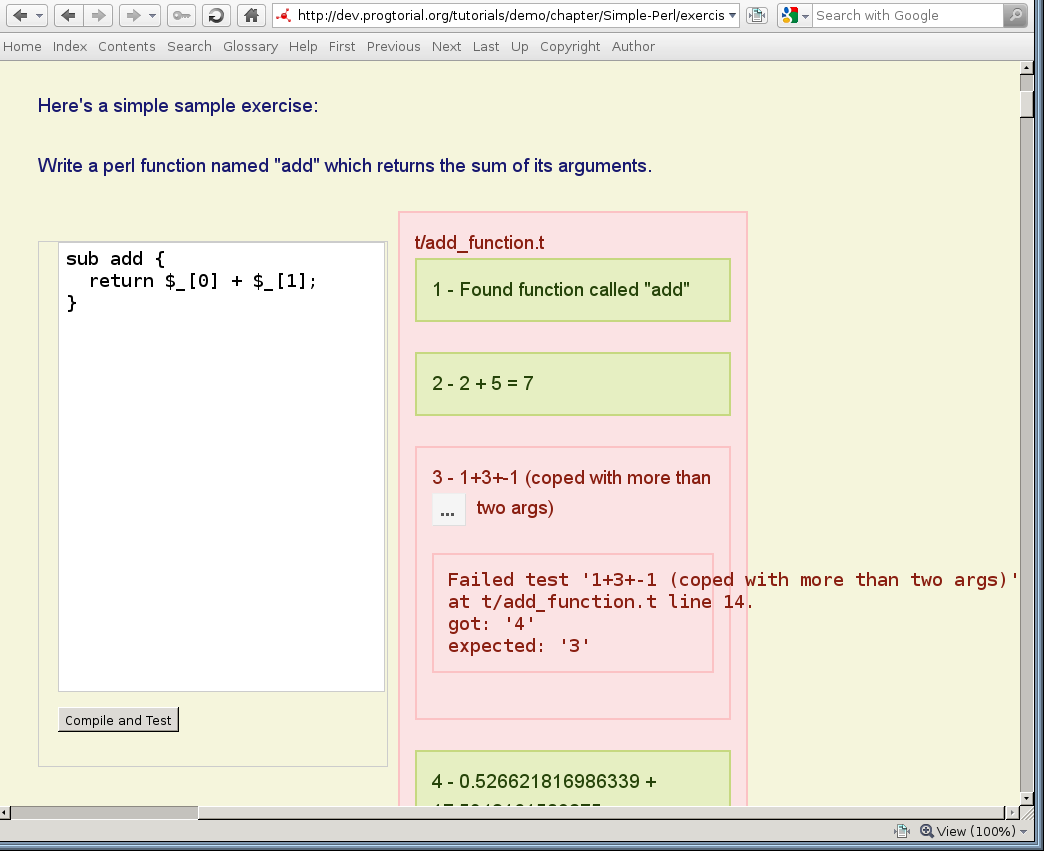 http://dev.progtorial.org/tutorials/demo/chapter/Simple-Perl/exercis
Search with Google
Home Index Contents Search Glossary Help First Previous Next Last Up Copyright Author
Here's a simple sample exercise:
Write a perl function named "add" which returns the sum of its arguments.
sub add {
  return $_[0] + $_[1];
}
Compile and Test
t/add_function.t
1 - Found function called "add"
2 - 2 + 5 = 7
3 - 1+3+-1 (coped with more than
... two args)
Failed test '1+3+-1 (coped with more than two args)'
at t/add_function.t line 14.
got: '4'
expected: '3'
4 - 0.526621816986339 +
View (100%)